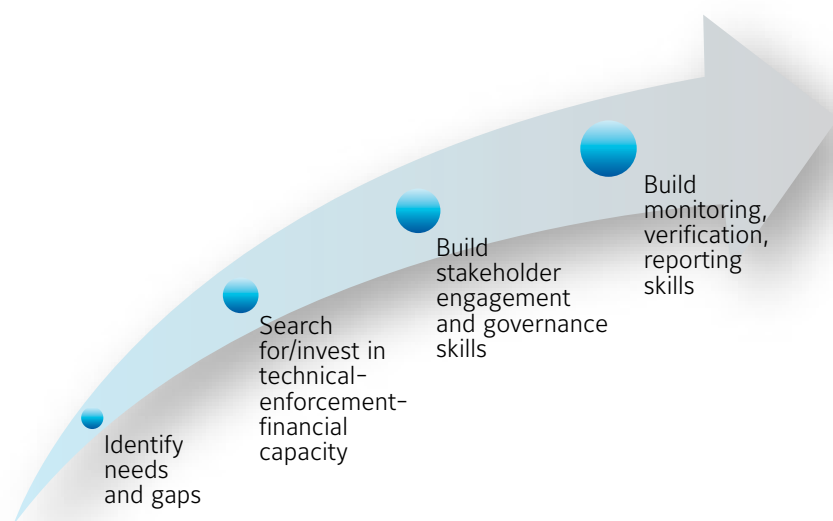 Identify
needs
and gaps
Search
for/invest in
technical-
enforcement-
financial
capacity
Build
stakeholder
engagement
and governance
skills
Build
monitoring,
verification,
reporting
skills